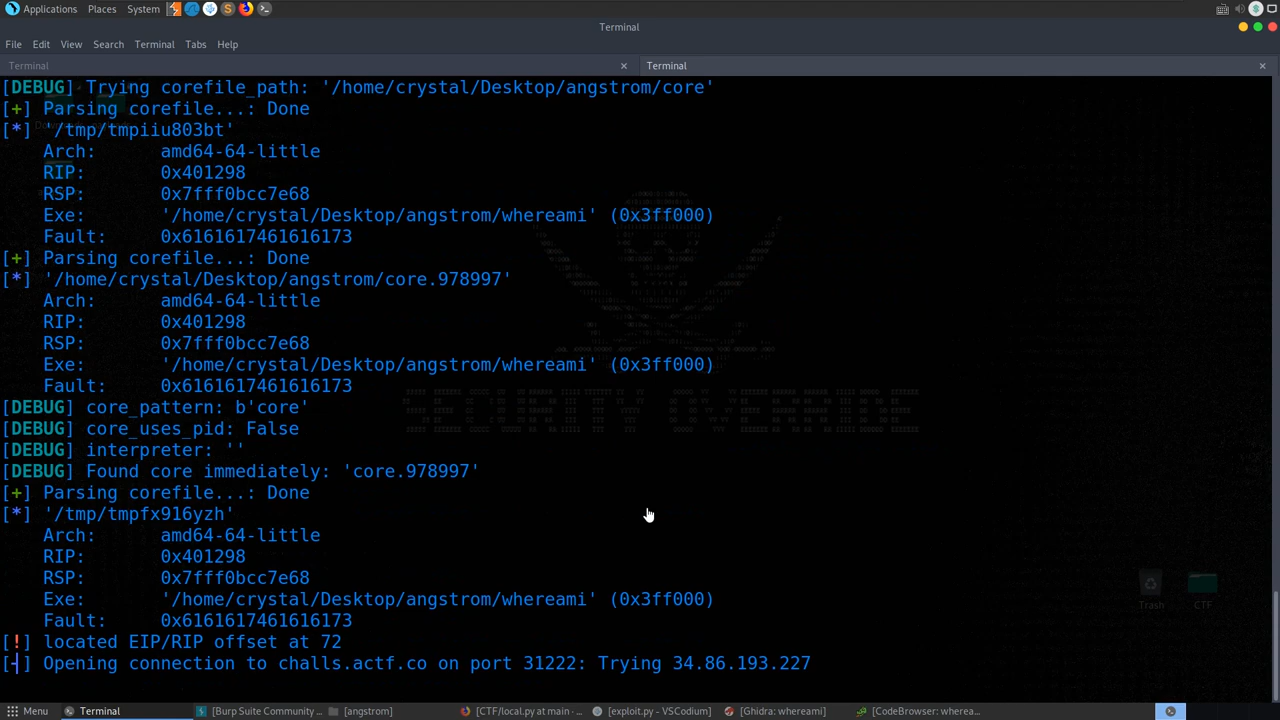 Applications Places System
Terminal
File Edit View Search Terminal Tabs Help
Terminal × Terminal ×
[DEBUG] Trying corefile_path: '/home/crystal/Desktop/angstrom/core'
[+] Parsing corefile...: Done
[*] '/tmp/tmpiiu803bt'
Arch: amd64-64-little
RIP: 0x401298
RSP: 0x7fff0bcc7e68
Exe: '/home/crystal/Desktop/angstrom/whereami' (0x3ff000)
Fault: 0x6161617461616173
[+] Parsing corefile...: Done
[*] '/home/crystal/Desktop/angstrom/core.978997'
Arch: amd64-64-little
RIP: 0x401298
RSP: 0x7fff0bcc7e68
Exe: '/home/crystal/Desktop/angstrom/whereami' (0x3ff000)
Fault: 0x6161617461616173
[DEBUG] core_pattern: b'core'
[DEBUG] core_uses_pid: False
[DEBUG] interpreter: ''
[DEBUG] Found core immediately: 'core.978997'
[+] Parsing corefile...: Done
[*] '/tmp/tmpfx916yzh'
Arch: amd64-64-little
RIP: 0x401298
RSP: 0x7fff0bcc7e68
Exe: '/home/crystal/Desktop/angstrom/whereami' (0x3ff000)
Fault: 0x6161617461616173
Trash CTF
[!] located EIP/RIP offset at 72
[┤] Opening connection to challs.actf.co on port 31222: Trying 34.86.193.227
Menu Terminal [Burp Suite Community ... [angstrom] [CTF/local.py at main - ... [exploit.py - VSCodium] [Ghidra: whereami] [CodeBrowser: wherea...